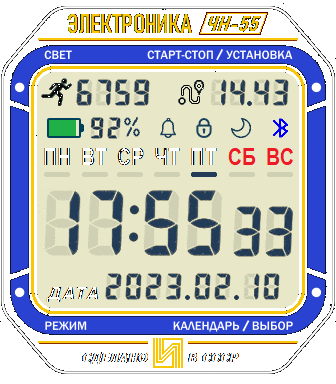 ЭЛЕКТРОНИКА ЧН-55
СВЕТ СТАРТ-СТОП / УСТАНОВКА
6759 14.43
92%
ПН ВТ СР ЧТ ПТ СБ ВС
17:55 33
ДАТА 2023.02.10
РЕЖИМ КАЛЕНДАРЬ / ВЫБОР
СДЕЛАНО В СССР